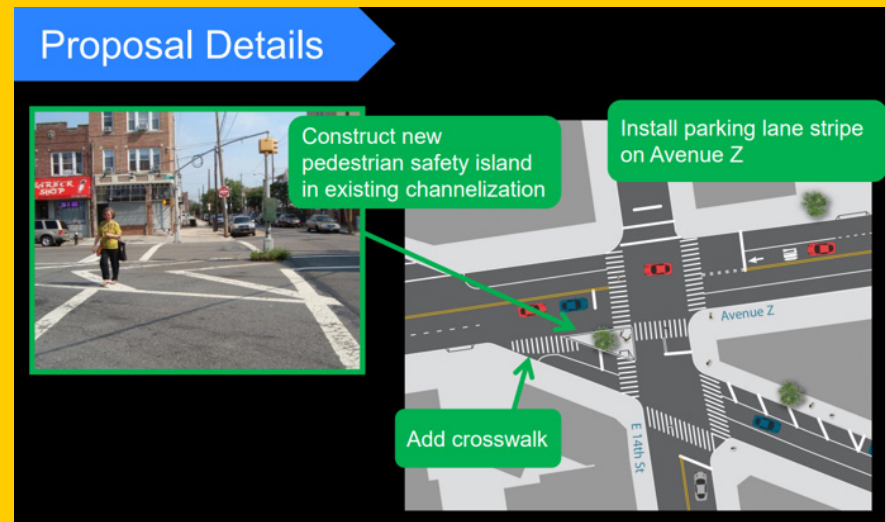 Proposal Details
Construct new
pedestrian safety island
in existing channelization
Install parking lane stripe
on Avenue Z
Avenue Z
Add crosswalk
E 14th St